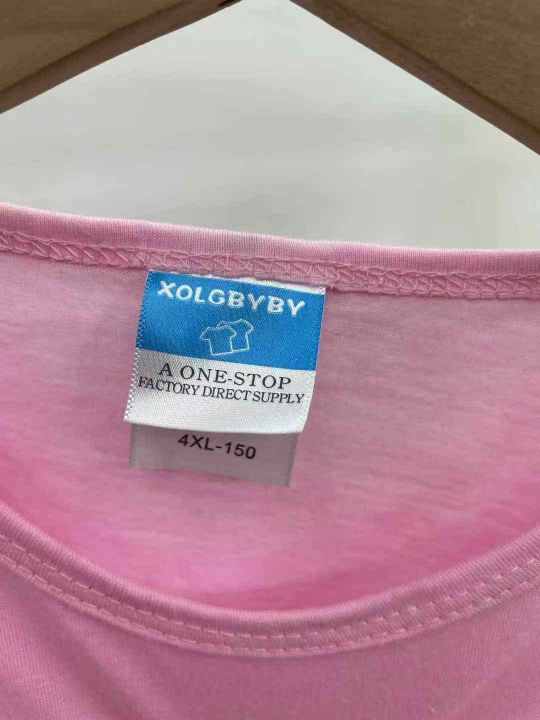 XOLGBYBY
A ONE-STOP
FACTORY DIRECT SUPPLY
4XL-150